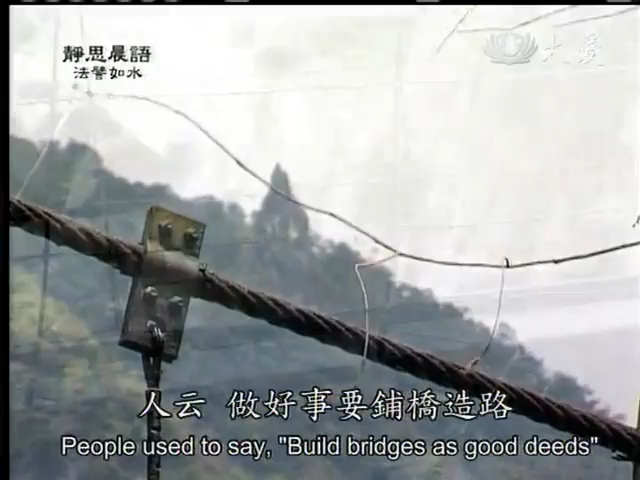 靜思晨語
法譬如水
大愛
人云 做好事要鋪橋造路
People used to say, "Build bridges as good deeds"